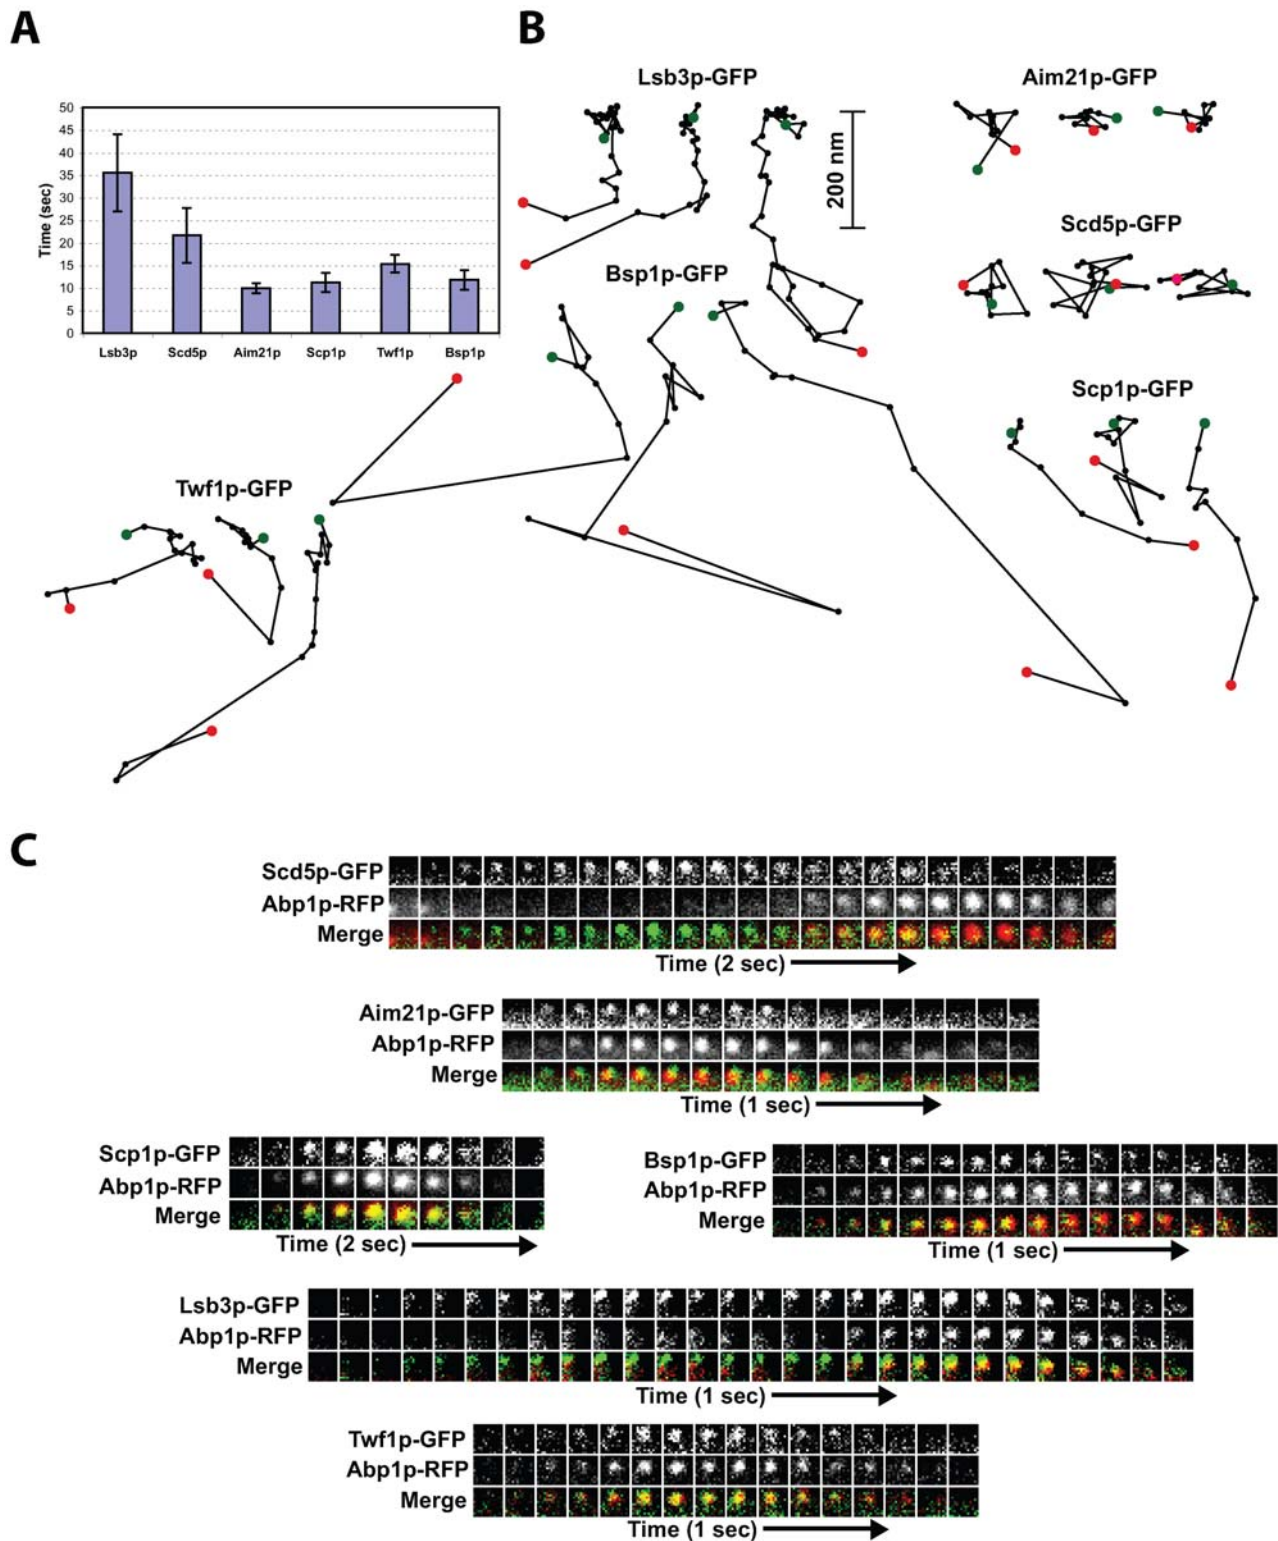 A
B
Lsb3p-GFP
Aim21p-GFP
50
45
40
35
30
25
20
15
10
5
0
Time (sec)
Lsb3p Scd5p Aim21p Scp1p Twf1p Bsp1p
200 nm
Scd5p-GFP
Bsp1p-GFP
Scp1p-GFP
Twf1p-GFP
C
Scd5p-GFP
Abp1p-RFP
Merge
Time (2 sec)
Aim21p-GFP
Abp1p-RFP
Merge
Time (1 sec)
Scp1p-GFP
Abp1p-RFP
Merge
Time (2 sec)
Bsp1p-GFP
Abp1p-RFP
Merge
Time (1 sec)
Lsb3p-GFP
Abp1p-RFP
Merge
Time (1 sec)
Twf1p-GFP
Abp1p-RFP
Merge
Time (1 sec)